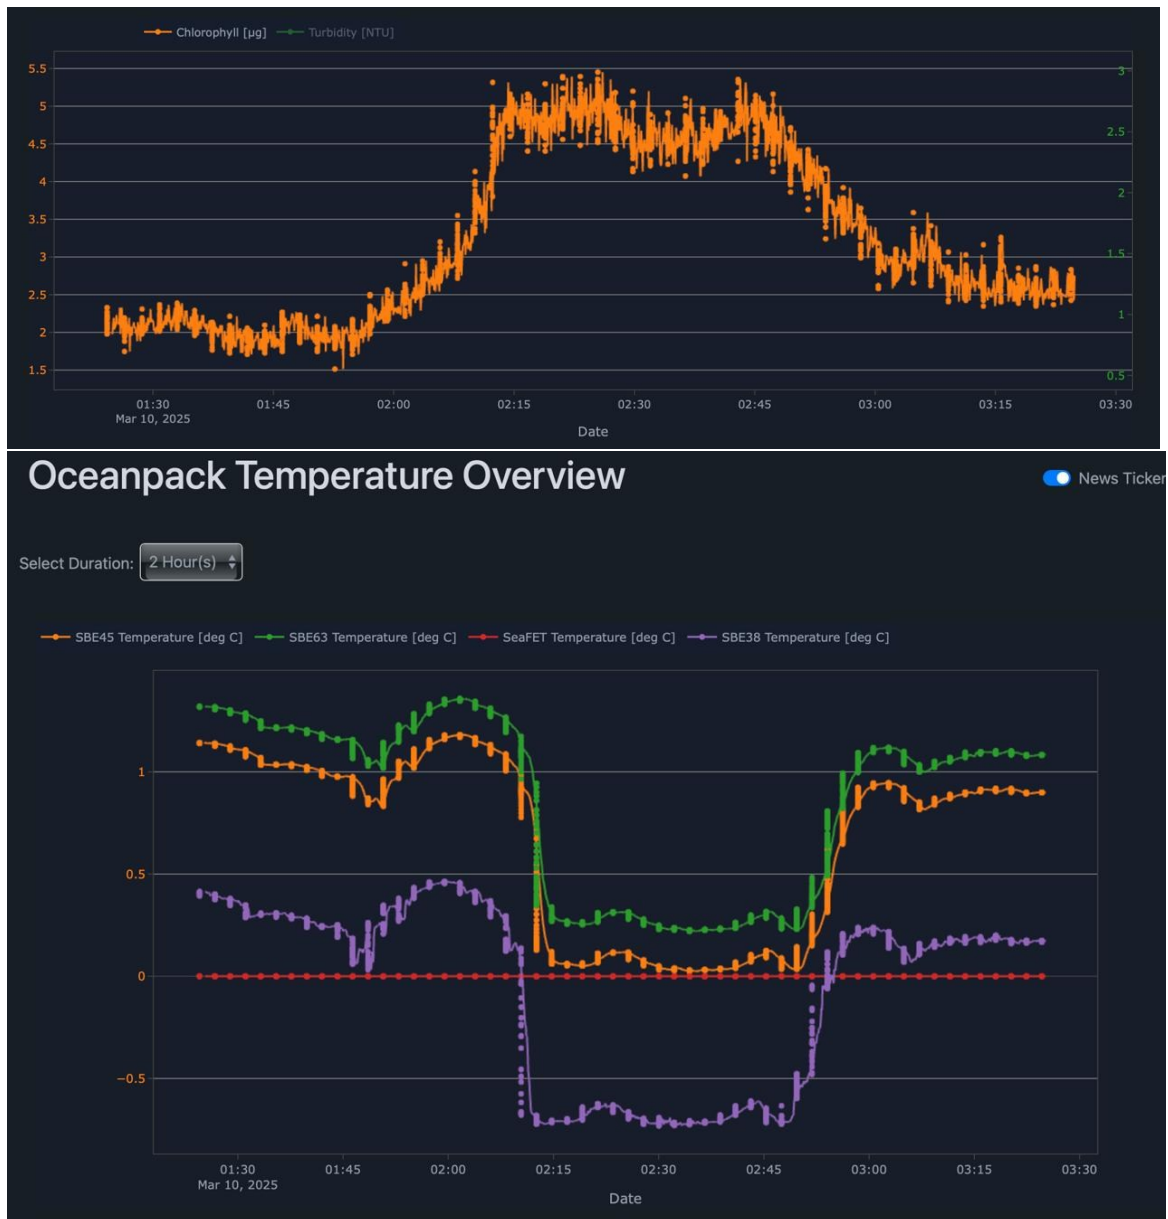 Chlorophyll [µg] Turbidity [NTU]
5.5
5
4.5
4
3.5
3
2.5
2
1.5
3
2.5
2
1.5
1
0.5
01:30 01:45 02:00 02:15 02:30 02:45 03:00 03:15 03:30
Mar 10, 2025
Date
Oceanpack Temperature Overview
News Ticker
Select Duration: 2 Hour(s)
SBE45 Temperature [deg C] SBE63 Temperature [deg C] SeaFET Temperature [deg C] SBE38 Temperature [deg C]
1
0.5
0
−0.5
01:30 01:45 02:00 02:15 02:30 02:45 03:00 03:15 03:30
Mar 10, 2025
Date